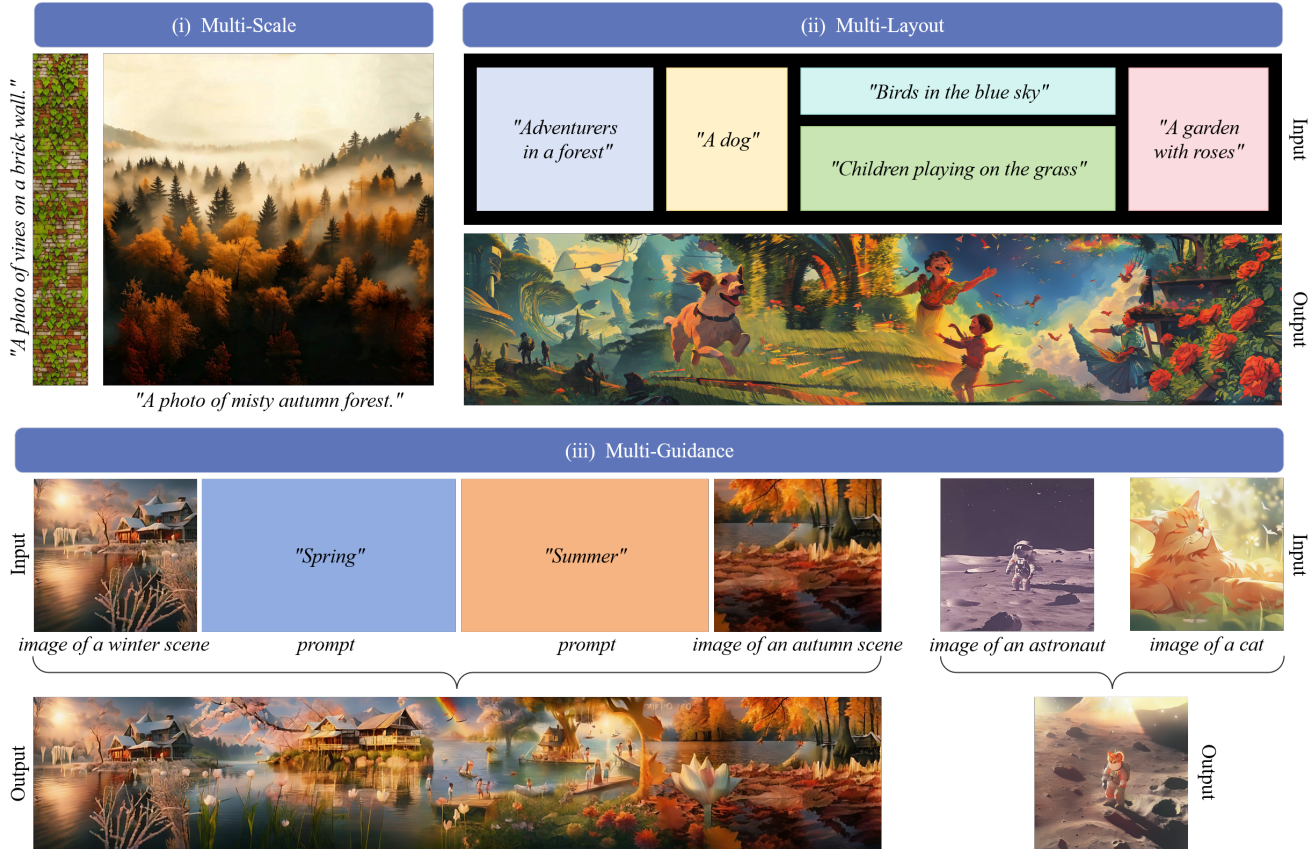 (i) Multi-Scale
"A photo of vines on a brick wall."
"A photo of misty autumn forest."
(ii) Multi-Layout
"Adventurers
in a forest"
"A dog"
"Birds in the blue sky"
"Children playing on the grass"
"A garden
with roses"
Input
Output
(iii) Multi-Guidance
Input
"Spring"
"Summer"
Input
image of a winter scene
prompt
prompt
image of an autumn scene
image of an astronaut
image of a cat
Output
Output